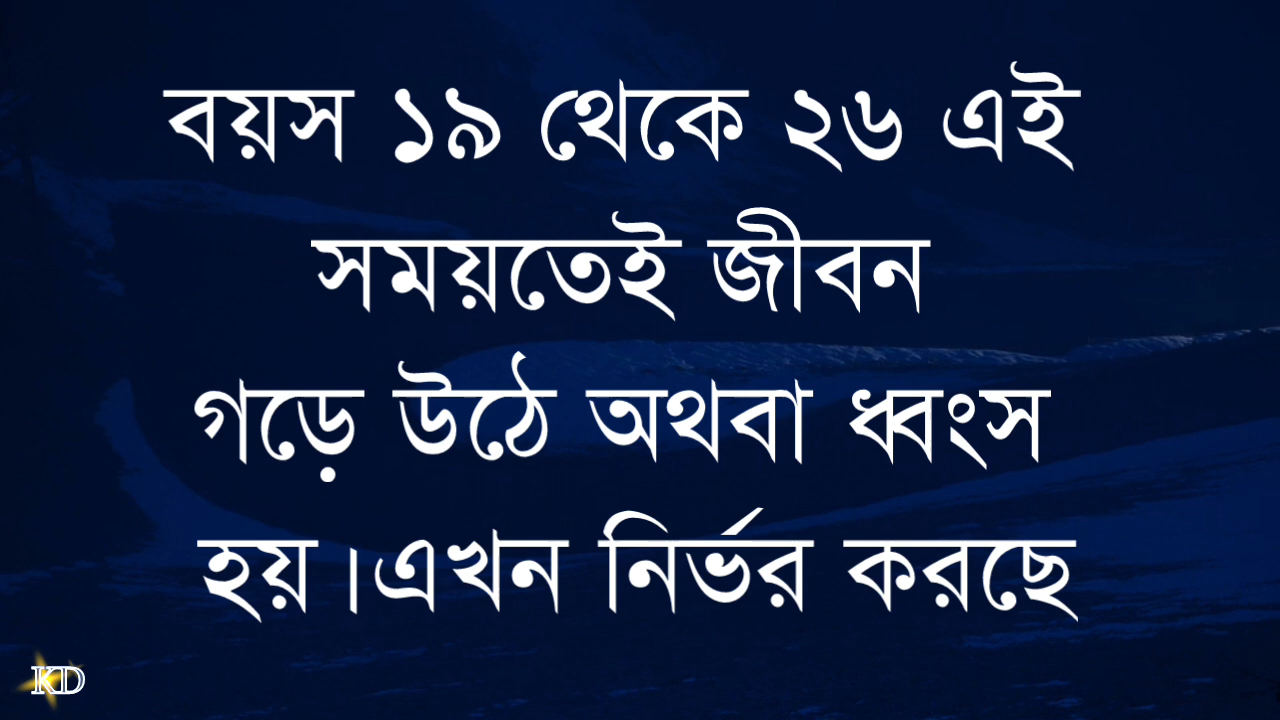 বয়স ১৯ থেকে ২৬ এই
সময়তেই জীবন
গড়ে উঠে অথবা ধ্বংস
হয়।এখন নির্ভর করছে
KD